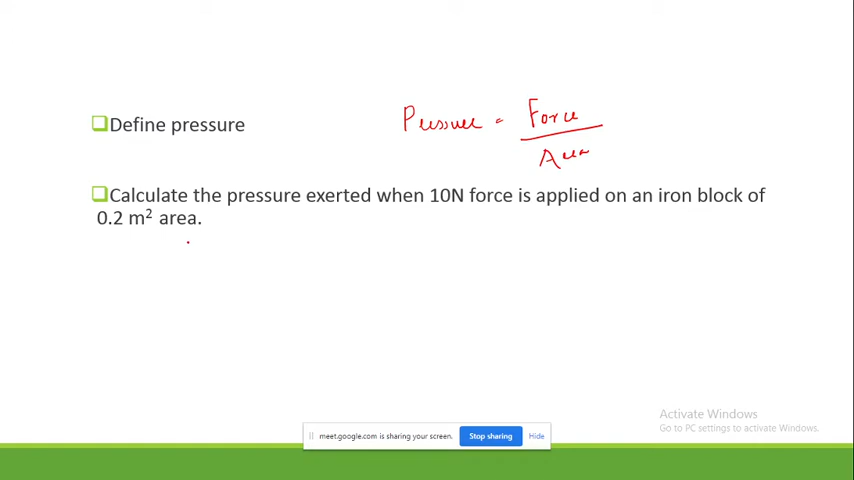 Define pressure
Pressure = Force
Area
Calculate the pressure exerted when 10N force is applied on an iron block of
0.2 m² area.
Activate Windows
Go to PC settings to activate Windows.
meet.google.com is sharing your screen. Stop sharing Hide